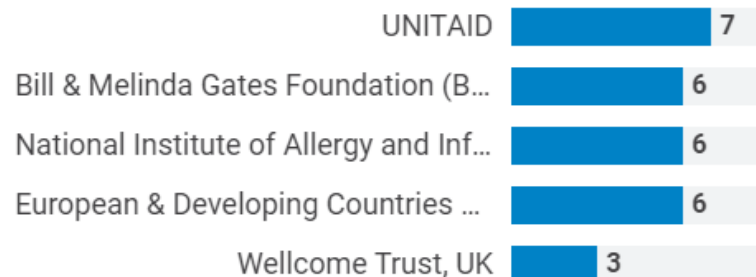 UNITAID 7
Bill & Melinda Gates Foundation (B... 6
National Institute of Allergy and Inf... 6
European & Developing Countries ... 6
Wellcome Trust, UK 3